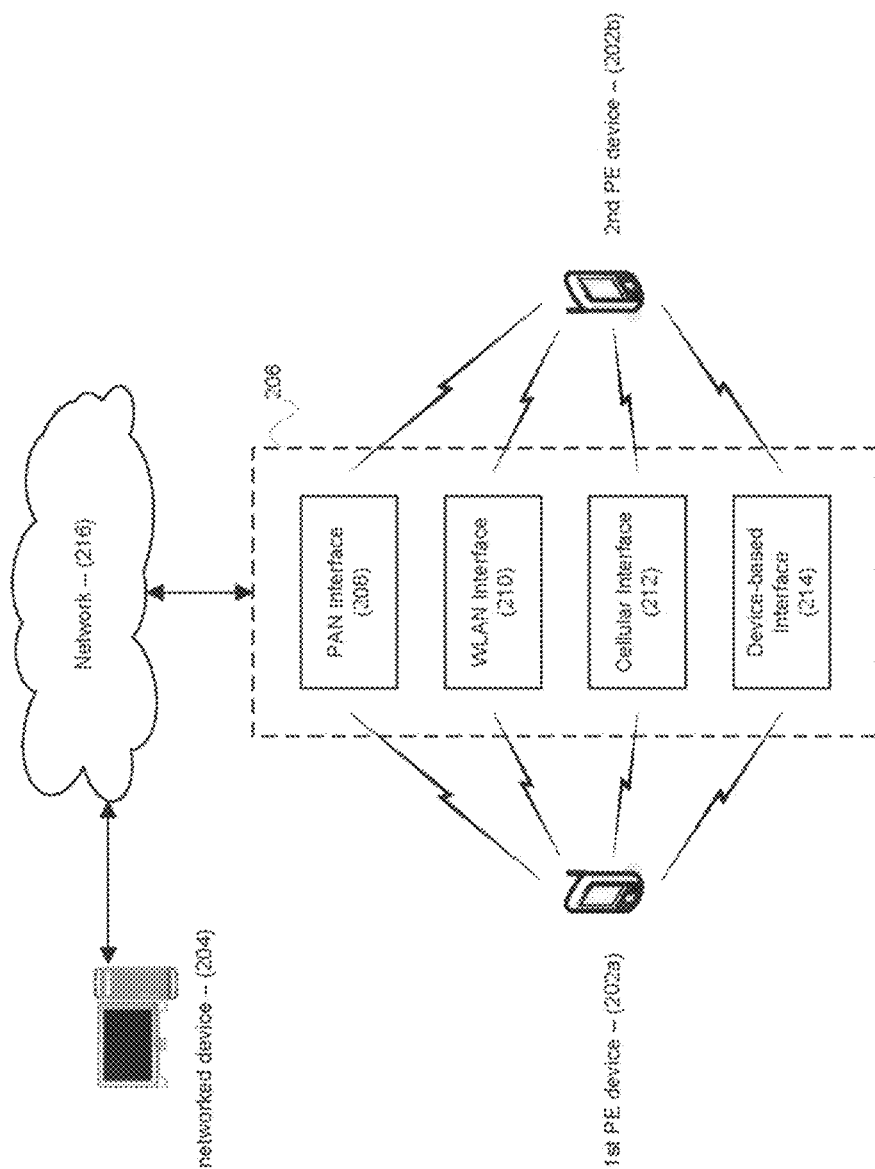 networked device -- (204)
Network -- (216)
206
PAN Interface
(208)
WLAN Interface
(210)
Cellular Interface
(212)
Device-based
Interface
(214)
1st PE device -- (202a)
2nd PE device -- (202b)